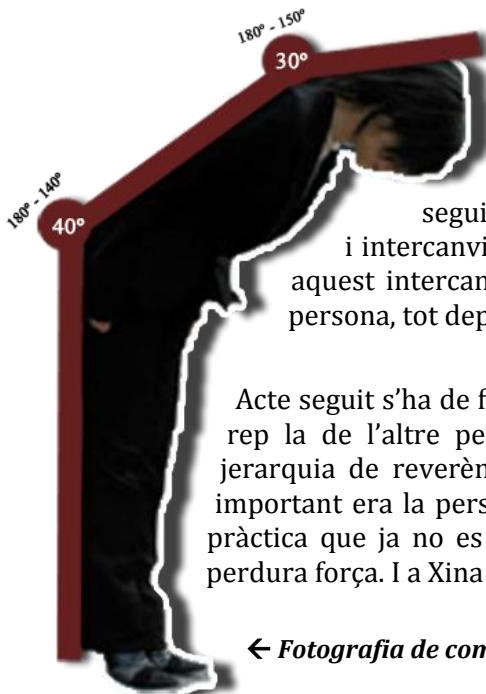 180º - 150º
30º
180º - 140º
40º
segui
i intercanvi
aquest intercan
persona, tot dep
Acte seguit s’ha de f
rep la de l’altre pe
jerarquia de reverèn
important era la pers
pràctica que ja no es
perdura força. I a Xina
← Fotografia de com